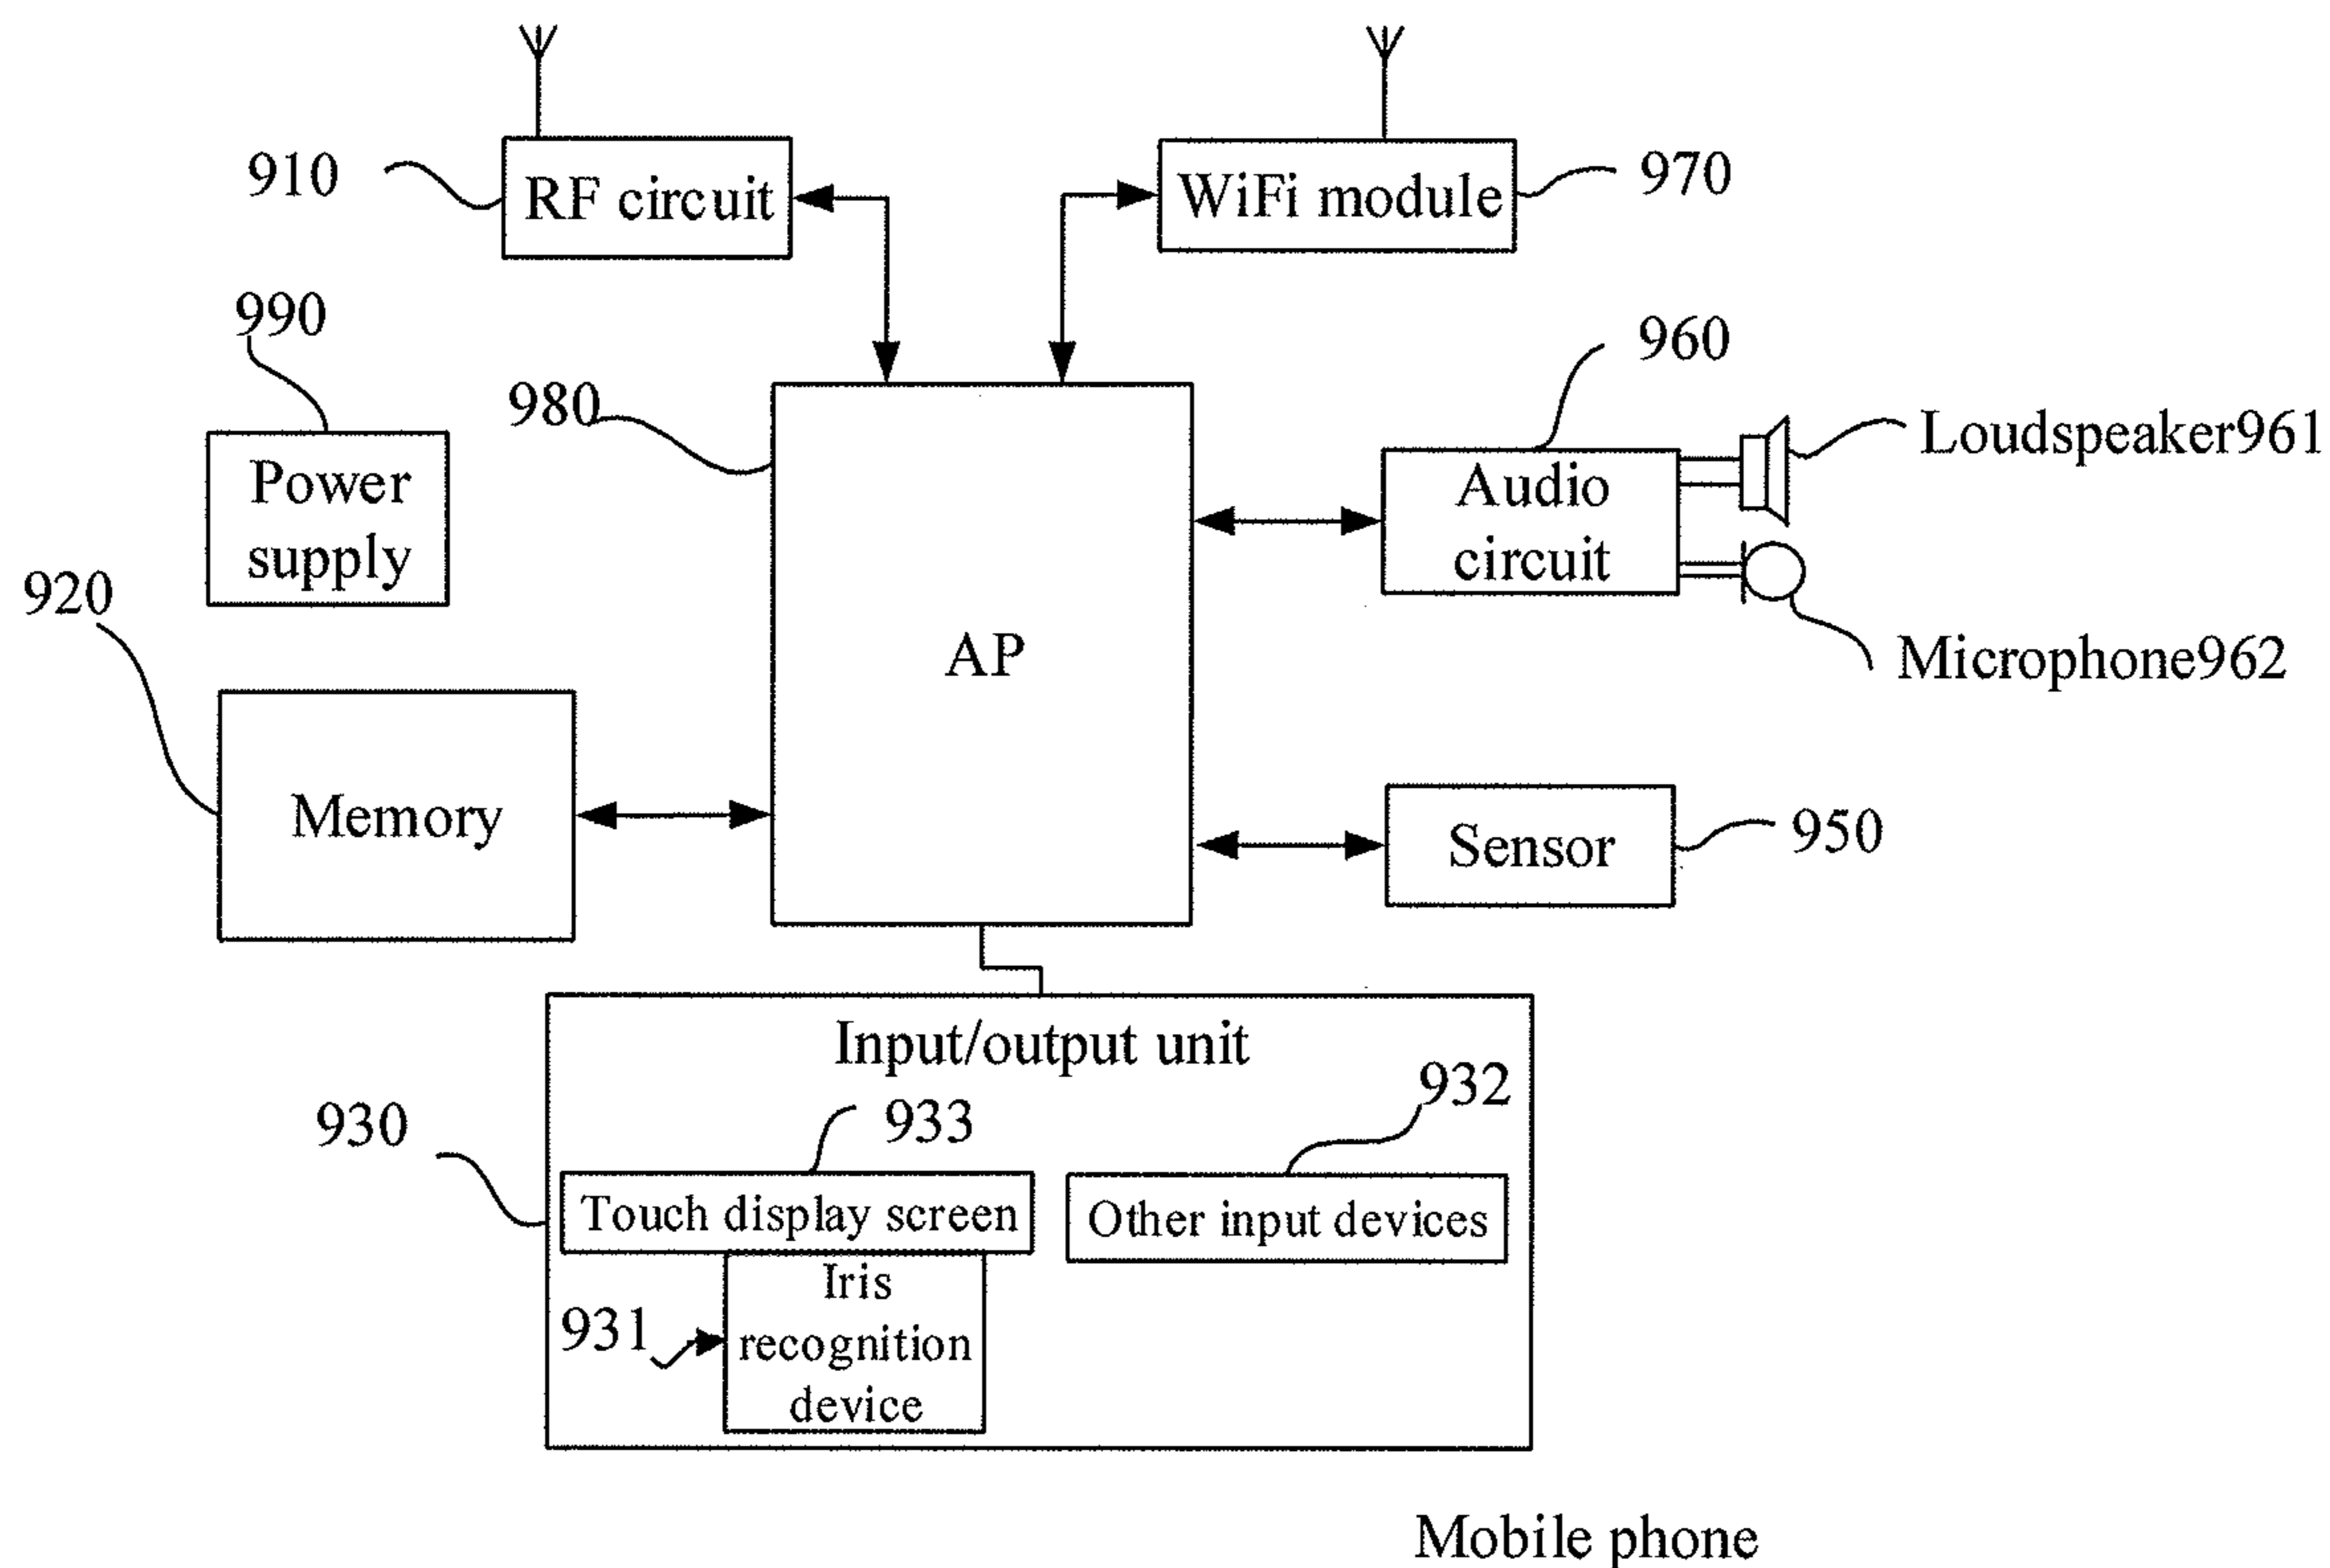 910
RF circuit
WiFi module
970
990
980
960
Power
supply
Loudspeaker961
Audio
circuit
920
AP
Microphone962
Memory
Sensor
950
Input/output unit
930
933
932
Touch display screen
Other input devices
931
Iris
recognition
device
Mobile phone